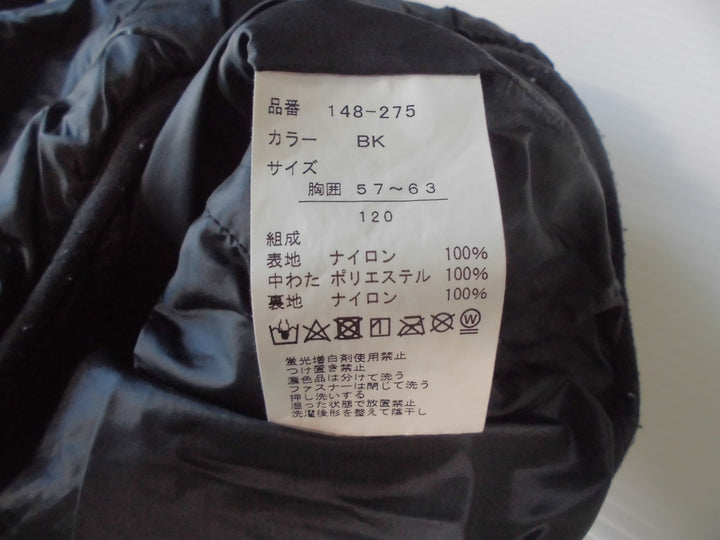 品番 148-275
カラー BK
サイズ
胸囲 57～63
120
組成
表地 ナイロン 100%
中わた ポリエステル 100%
裏地 ナイロン 100%
W
蛍光増白剤使用禁止
つけ置き禁止
濃色品は分けて洗う
ファスナーは閉じて洗う
押し洗いする
湿った状態で放置禁止
洗濯後形を整えて陰干し